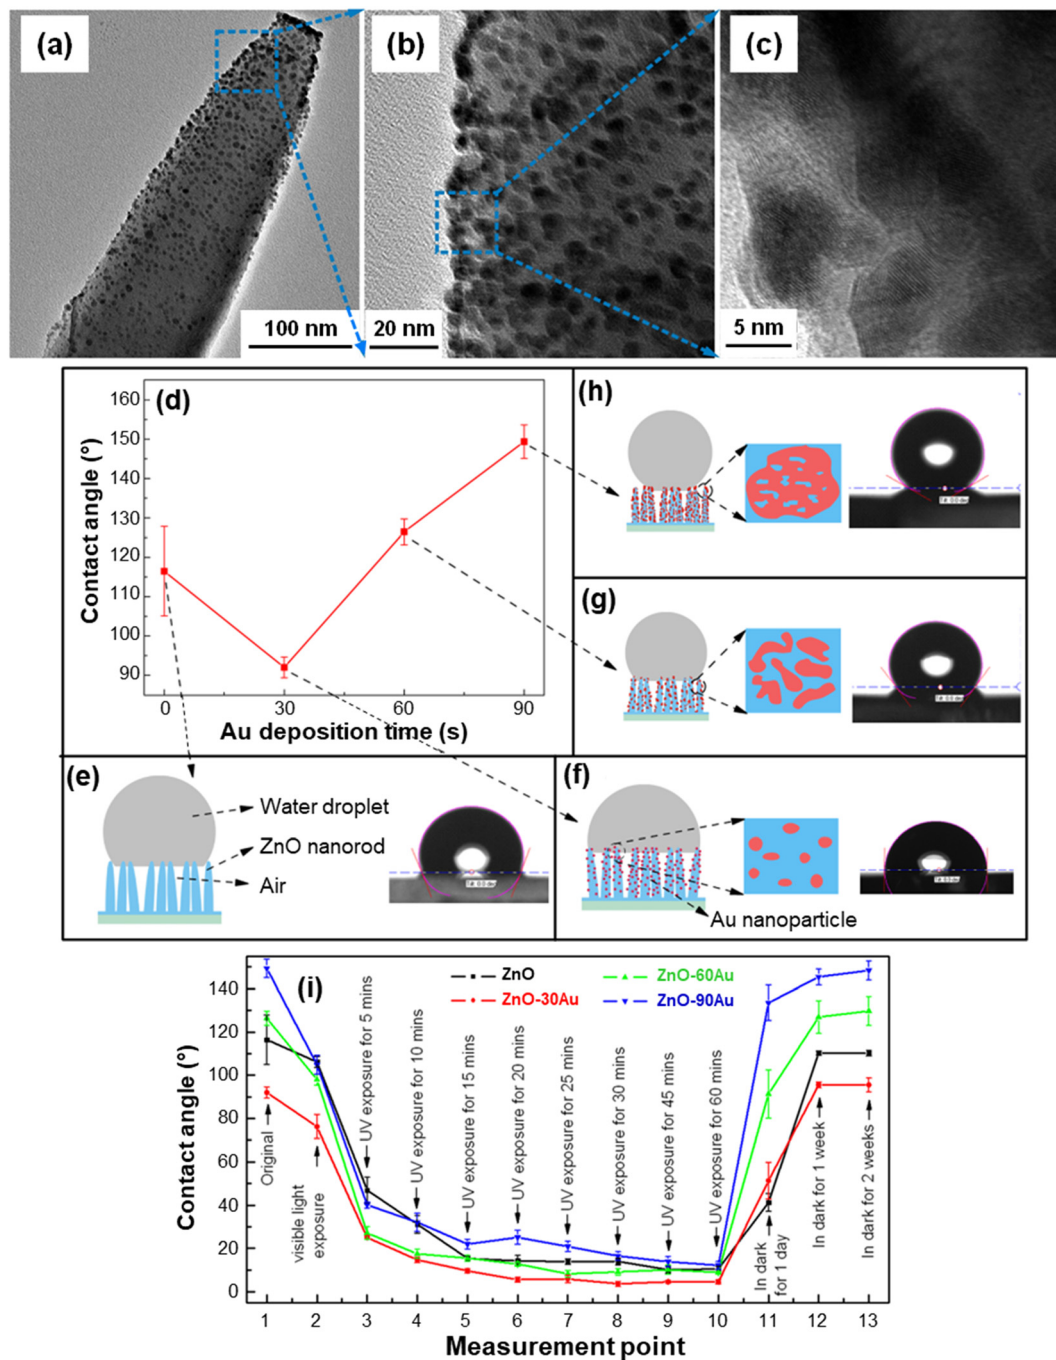 (a)
(b)
(c)
100 nm
20 nm
5 nm
(d)
160
150
140
130
120
110
100
90
Contact angle (°)
0 30 60 90
Au deposition time (s)
(h)
(g)
(e)
Water droplet
ZnO nanorod
Air
(f)
Au nanoparticle
(i)
ZnO
ZnO-30Au
ZnO-60Au
ZnO-90Au
140
120
100
80
60
40
20
0
Contact angle (°)
Original
visible light
exposure
UV exposure for 5 mins
UV exposure for 10 mins
UV exposure for 15 mins
UV exposure for 20 mins
UV exposure for 25 mins
UV exposure for 30 mins
UV exposure for 45 mins
UV exposure for 60 mins
In dark
for 1 day
In dark for 1 week
In dark for 2 weeks
1 2 3 4 5 6 7 8 9 10 11 12 13
Measurement point